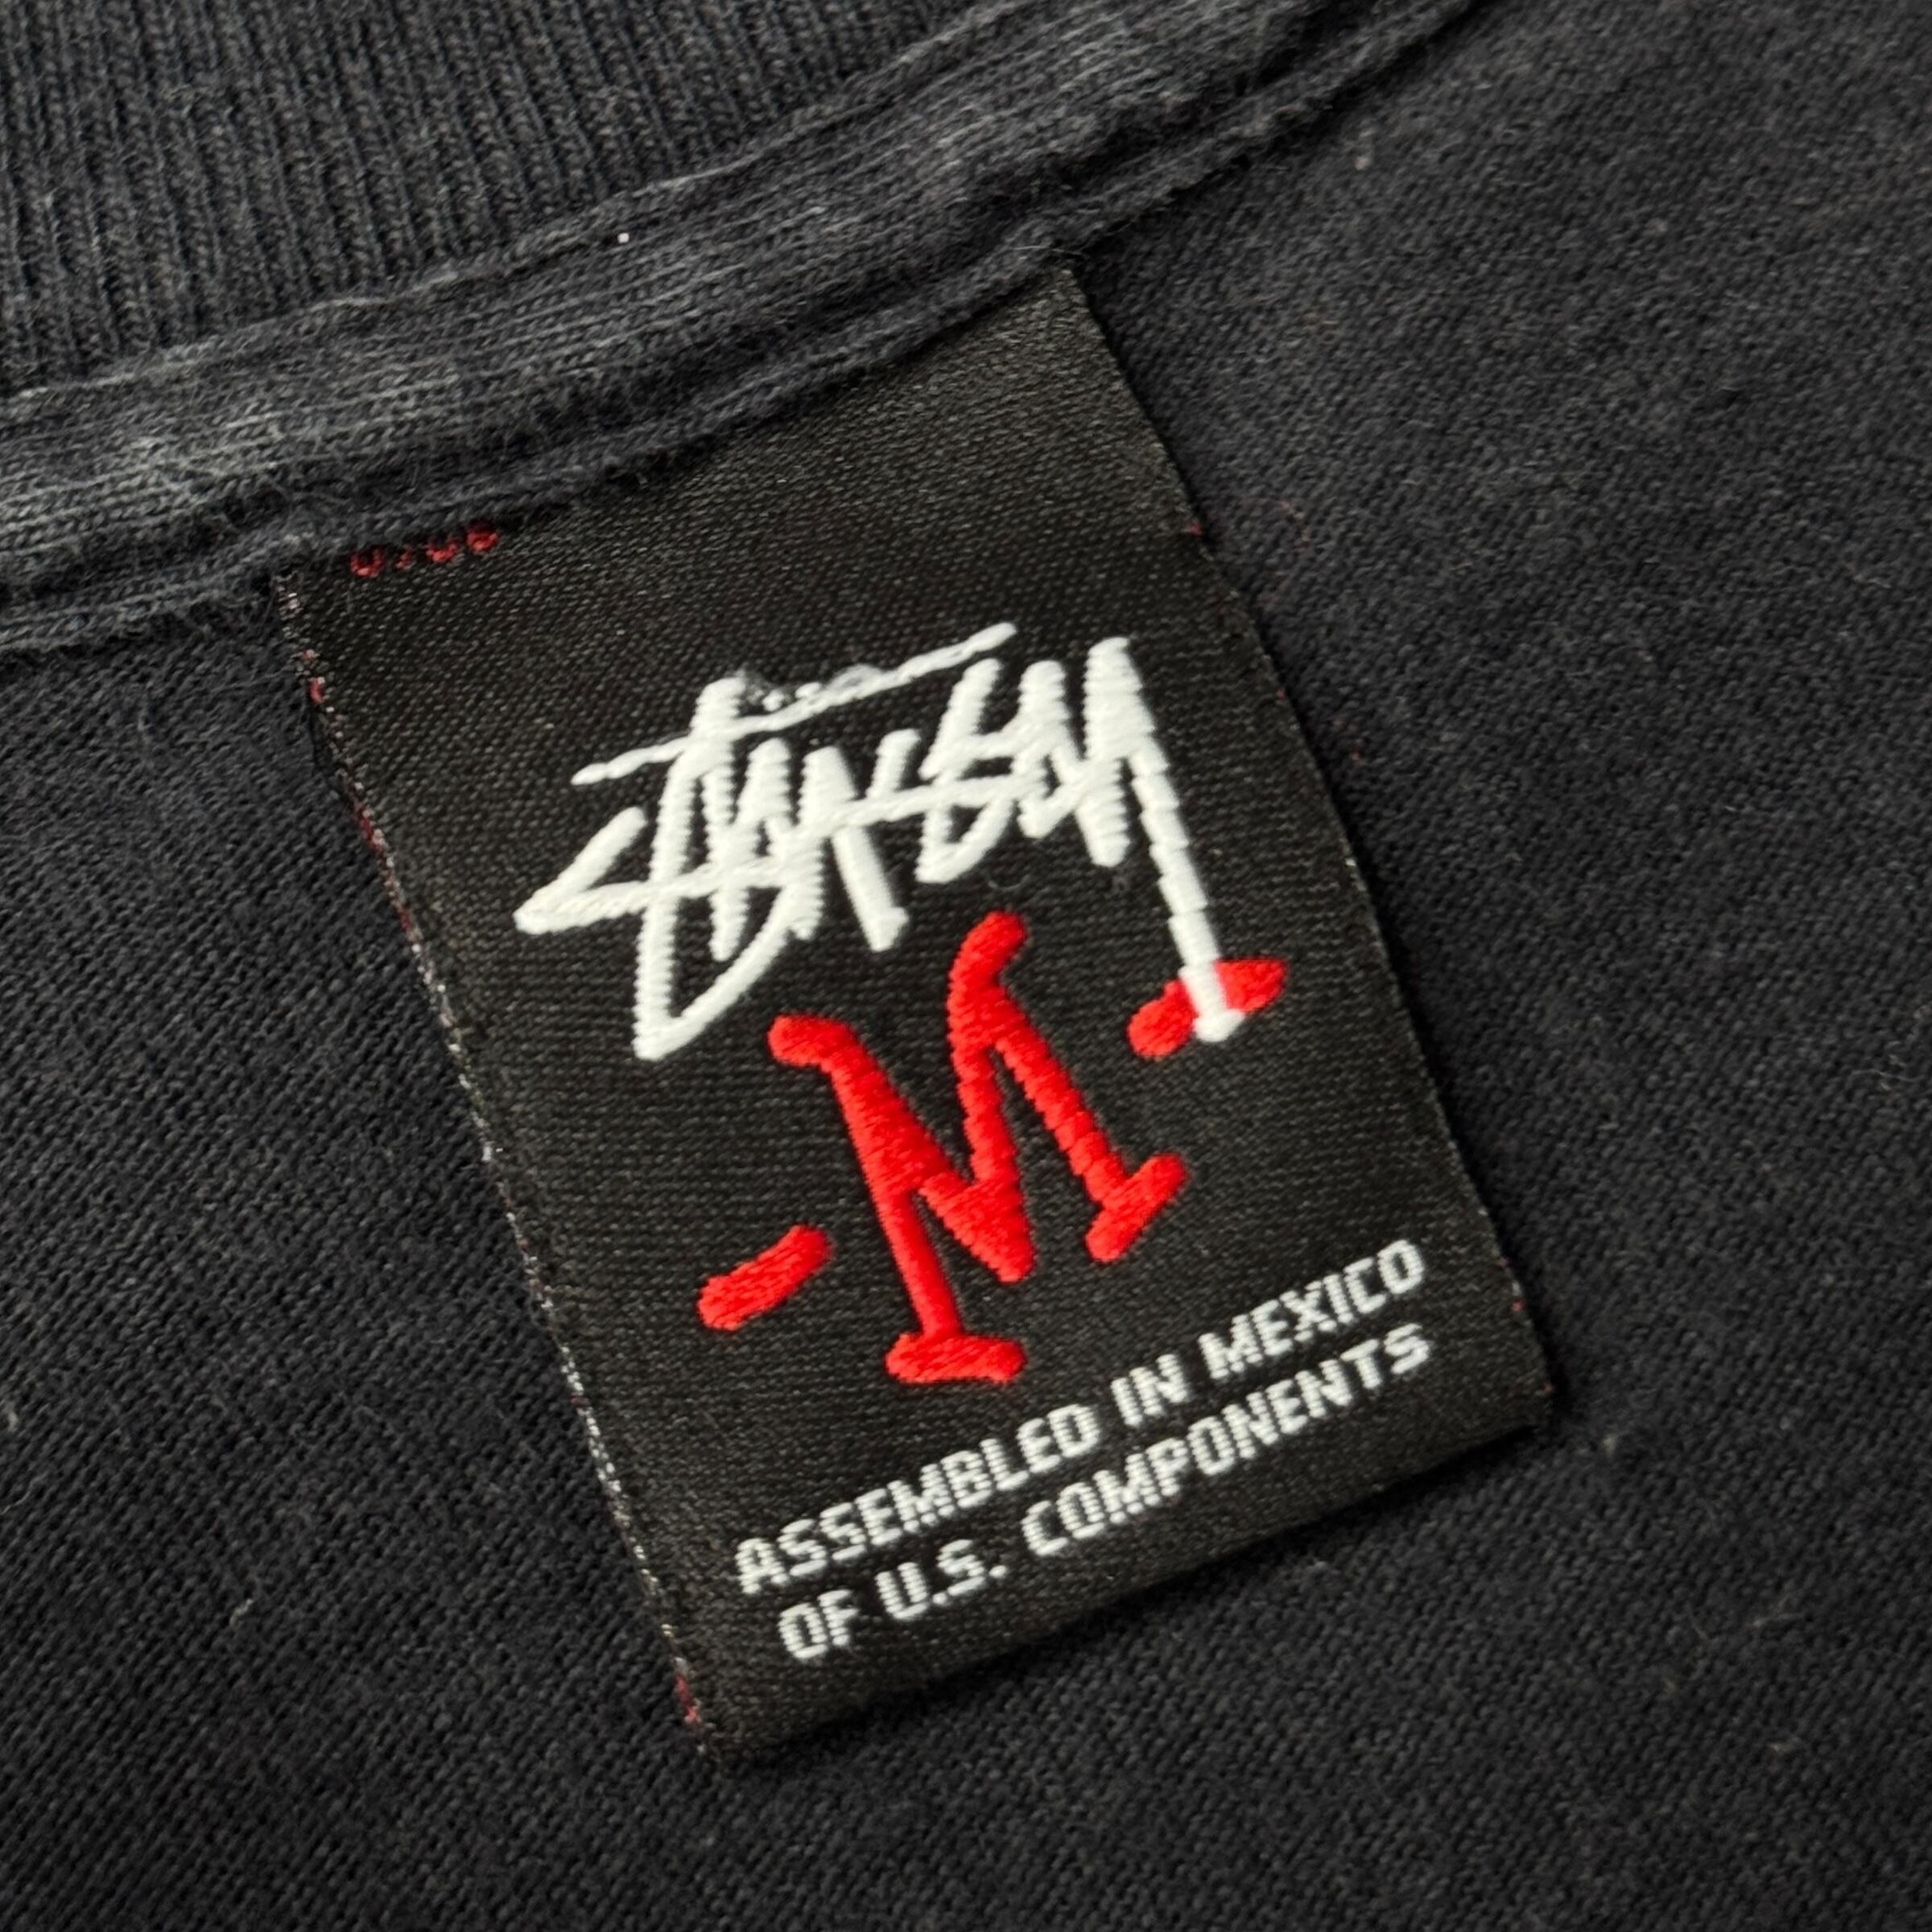 Stüssy
-M-
ASSEMBLED IN MEXICO
OF U.S. COMPONENTS